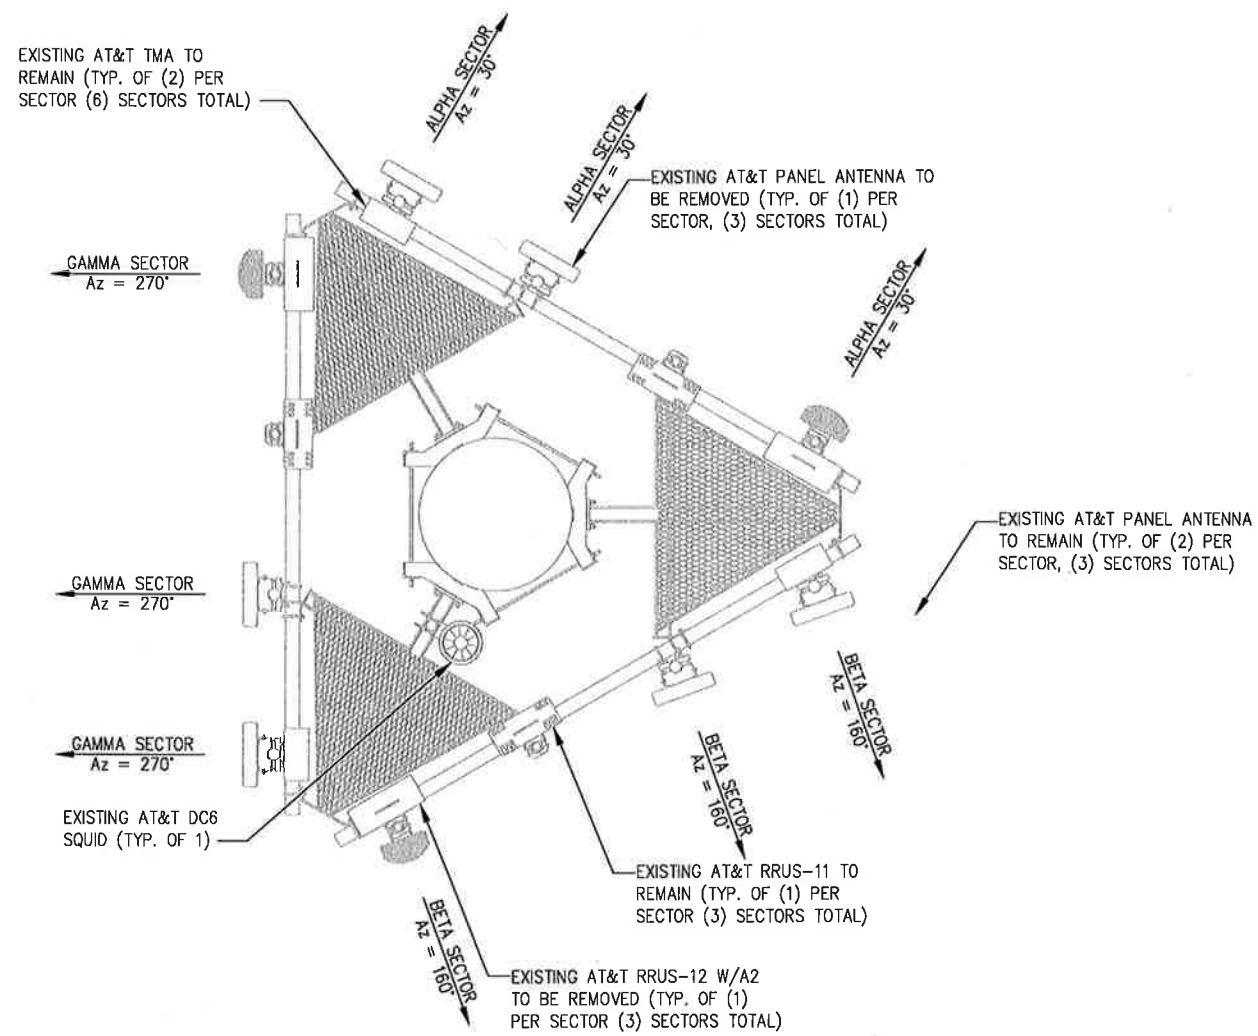 EXISTING AT&T TMA TO
REMAIN (TYP. OF (2) PER
SECTOR (6) SECTORS TOTAL)
ALPHA SECTOR
Az = 30°
ALPHA SECTOR
Az = 30°
EXISTING AT&T PANEL ANTENNA TO
BE REMOVED (TYP. OF (1) PER
SECTOR, (3) SECTORS TOTAL)
GAMMA SECTOR
Az = 270°
ALPHA SECTOR
Az = 30°
EXISTING AT&T PANEL ANTENNA
TO REMAIN (TYP. OF (2) PER
SECTOR, (3) SECTORS TOTAL)
GAMMA SECTOR
Az = 270°
BETA SECTOR
Az = 160°
GAMMA SECTOR
Az = 270°
BETA SECTOR
Az = 160°
EXISTING AT&T DC6
SQUID (TYP. OF 1)
EXISTING AT&T RRUS-11 TO
REMAIN (TYP. OF (1) PER
SECTOR (3) SECTORS TOTAL)
BETA SECTOR
Az = 160°
EXISTING AT&T RRUS-12 W/A2
TO BE REMOVED (TYP. OF (1)
PER SECTOR (3) SECTORS TOTAL)